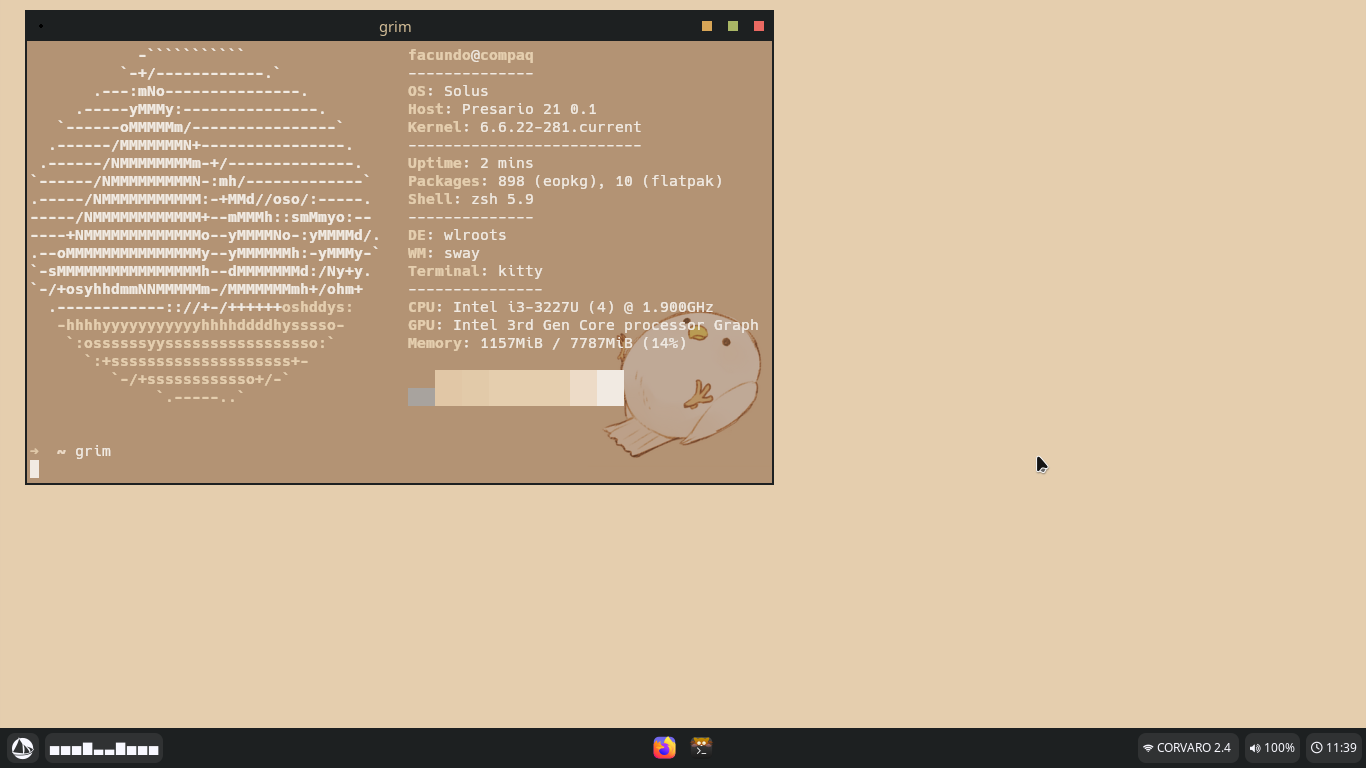 grim
-```````````
`-+/------------.`
.---:mNo---------------.
.-----yMMMy:---------------.
`------oMMMMMm/----------------`
.------/MMMMMMMN+----------------.
.------/NMMMMMMMMm-+/--------------.
`------/NMMMMMMMMMN-:mh/-------------`
.-----/NMMMMMMMMMMM:-+MMd//oso/:-----.
-----/NMMMMMMMMMMMM+--mMMMh::smMmyo:--
----+NMMMMMMMMMMMMMo--yMMMMNo-:yMMMMd/.
.--oMMMMMMMMMMMMMMMy--yMMMMMMh:-yMMMy-`
`-sMMMMMMMMMMMMMMMMh--dMMMMMMMd:/Ny+y.
`-/+osyhhdmmNNMMMMMm-/MMMMMMMmh+/ohm+
.------------:://+-/++++++oshddys:
-hhhhyyyyyyyyyyyhhhhddddhysssso-
`:ossssssyysssssssssssssssso:`
`:+ssssssssssssssssssss+-
`-/+ssssssssssso+/-`
`.-----..`
facundo@compaq
--------------
OS: Solus
Host: Presario 21 0.1
Kernel: 6.6.22-281.current
--------------------------
Uptime: 2 mins
Packages: 898 (eopkg), 10 (flatpak)
Shell: zsh 5.9
--------------
DE: wlroots
WM: sway
Terminal: kitty
---------------
CPU: Intel i3-3227U (4) @ 1.900GHz
GPU: Intel 3rd Gen Core processor Graph
Memory: 1157MiB / 7787MiB (14%)
➜  ~ grim
CORVARO 2.4
100%
11:39